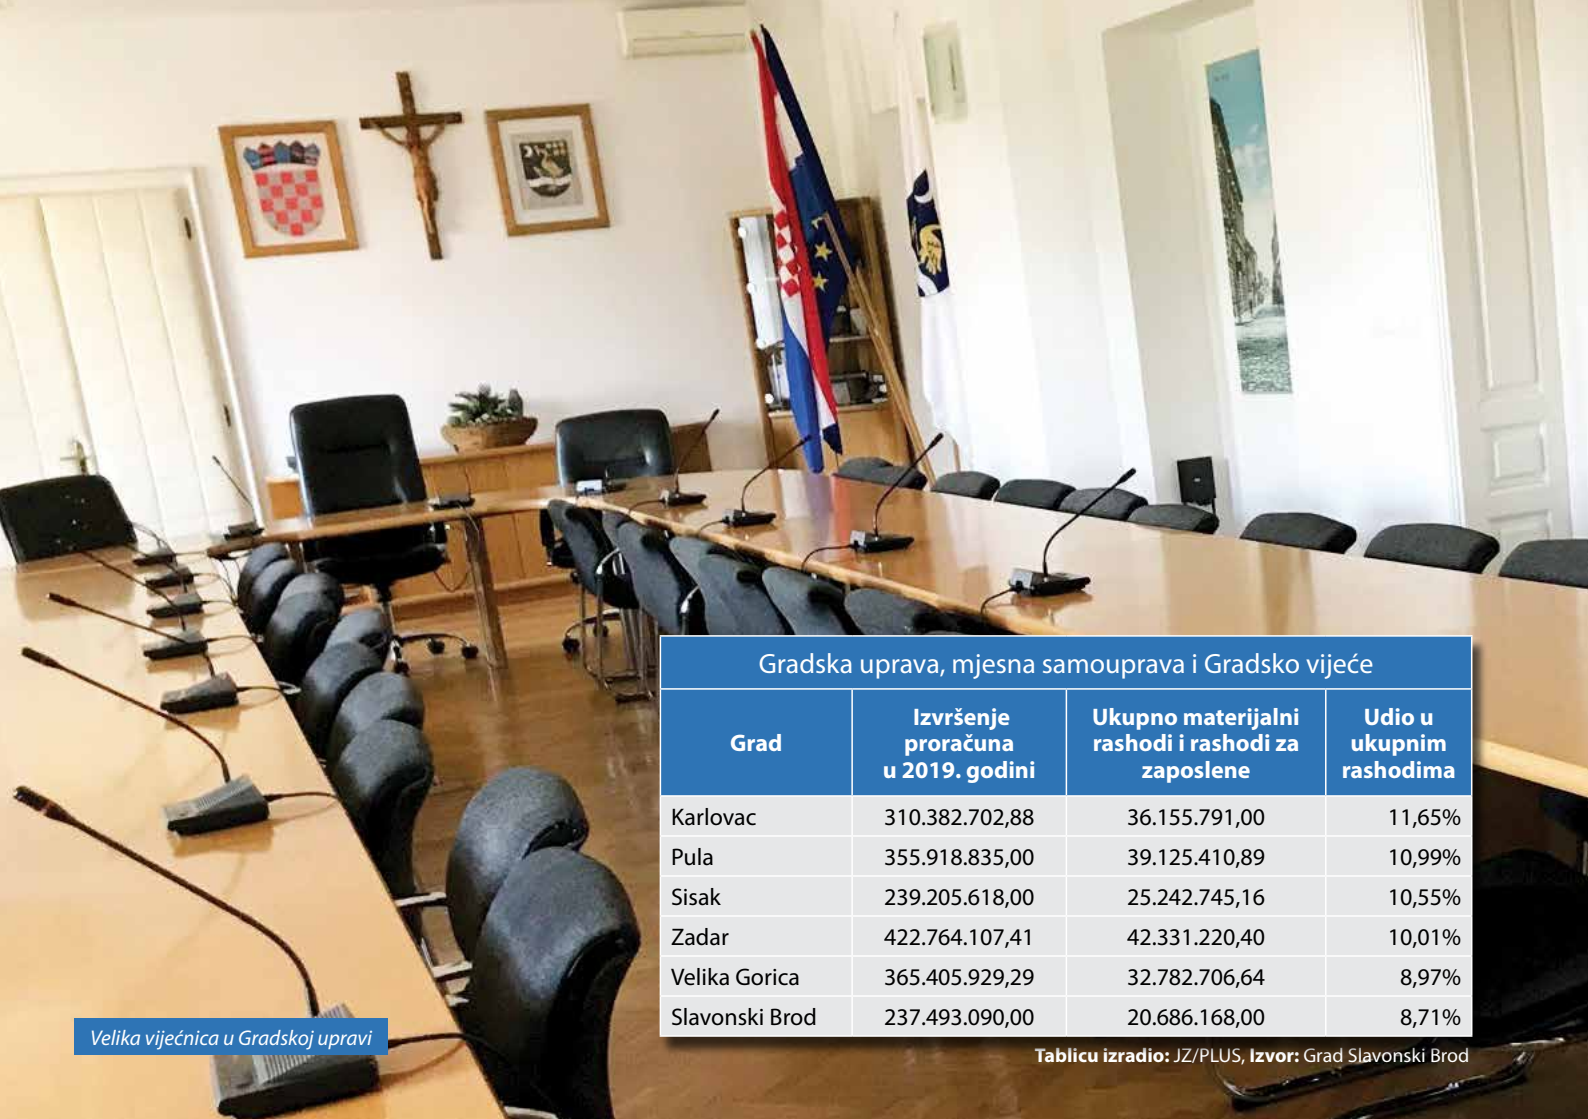 Gradska uprava, mjesna samouprava i Gradsko vijeće
Grad
Izvršenje
proračuna
u 2019. godini
Ukupno materijalni
rashodi i rashodi za
zaposlene
Udio u
ukupnim
rashodima
Karlovac 310.382.702,88 36.155.791,00 11,65%
Pula 355.918.835,00 39.125.410,89 10,99%
Sisak 239.205.618,00 25.242.745,16 10,55%
Zadar 422.764.107,41 42.331.220,40 10,01%
Velika Gorica 365.405.929,29 32.782.706,64 8,97%
Slavonski Brod 237.493.090,00 20.686.168,00 8,71%
Velika vijećnica u Gradskoj upravi
Tablicu izradio: JZ/PLUS, Izvor: Grad Slavonski Brod